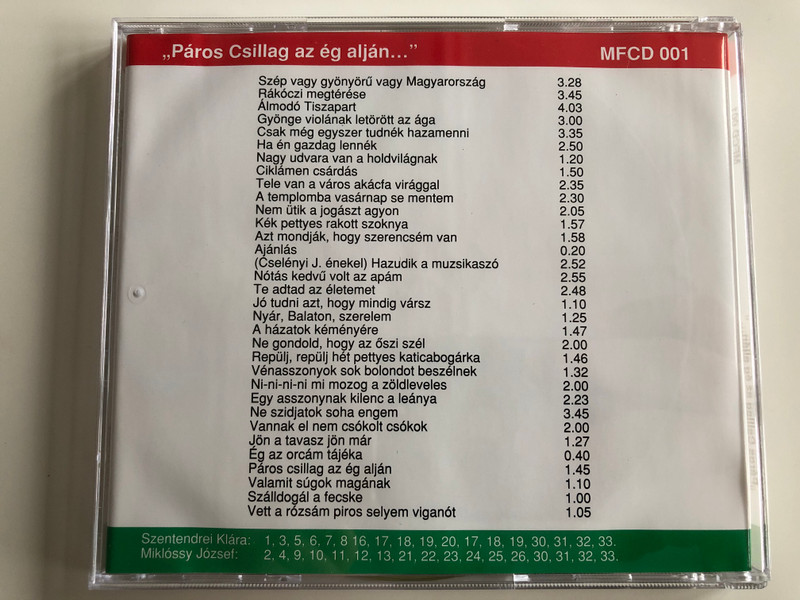 „Páros Csillag az ég alján..." MFCD 001
Szép vagy gyönyörű vagy Magyarország 3.28
Rákóczi megtérése 3.45
Álmodó Tiszapart 4.03
Gyönge violának letörött az ága 3.00
Csak még egyszer tudnék hazamenni 3.35
Ha én gazdag lennék 2.50
Nagy udvara van a holdvilágnak 1.20
Ciklámen csárdás 1.50
Tele van a város akácfa virággal 2.35
A templomba vasárnap se mentem 2.30
Nem ütik a jogászt agyon 2.05
Kék pettyes rakott szoknya 1.57
Azt mondják, hogy szerencsém van 1.58
Ajánlás 0.20
(Cselényi J. énekel) Hazudik a muzsikaszó 2.52
Nótás kedvű volt az apám 2.55
Te adtad az életemet 2.48
Jó tudni azt, hogy mindig vársz 1.10
Nyár, Balaton, szerelem 1.25
A házatok kéményére 1.47
Ne gondold, hogy az őszi szél 2.00
Repülj, repülj hét pettyes katicabogárka 1.46
Vénasszonyok sok bolondot beszélnek 1.32
Ni-ni-ni-ni mi mozog a zöldleveles 2.00
Egy asszonynak kilenc a leánya 2.23
Ne szidjatok soha engem 3.45
Vannak el nem csókolt csókok 2.00
Jön a tavasz jön már 1.27
Ég az orcám tájéka 0.40
Páros csillag az ég alján 1.45
Valamit súgok magának 1.10
Szálldogál a fecske 1.00
Vett a rózsám piros selyem viganót 1.05
Szentendrei Klára: 1, 3, 5, 6, 7, 8 16, 17, 18, 19, 20, 17, 18, 19, 30, 31, 32, 33.
Miklóssy József: 2, 4, 9, 10, 11, 12, 13, 21, 22, 23, 24, 25, 26, 30, 31, 32, 33.